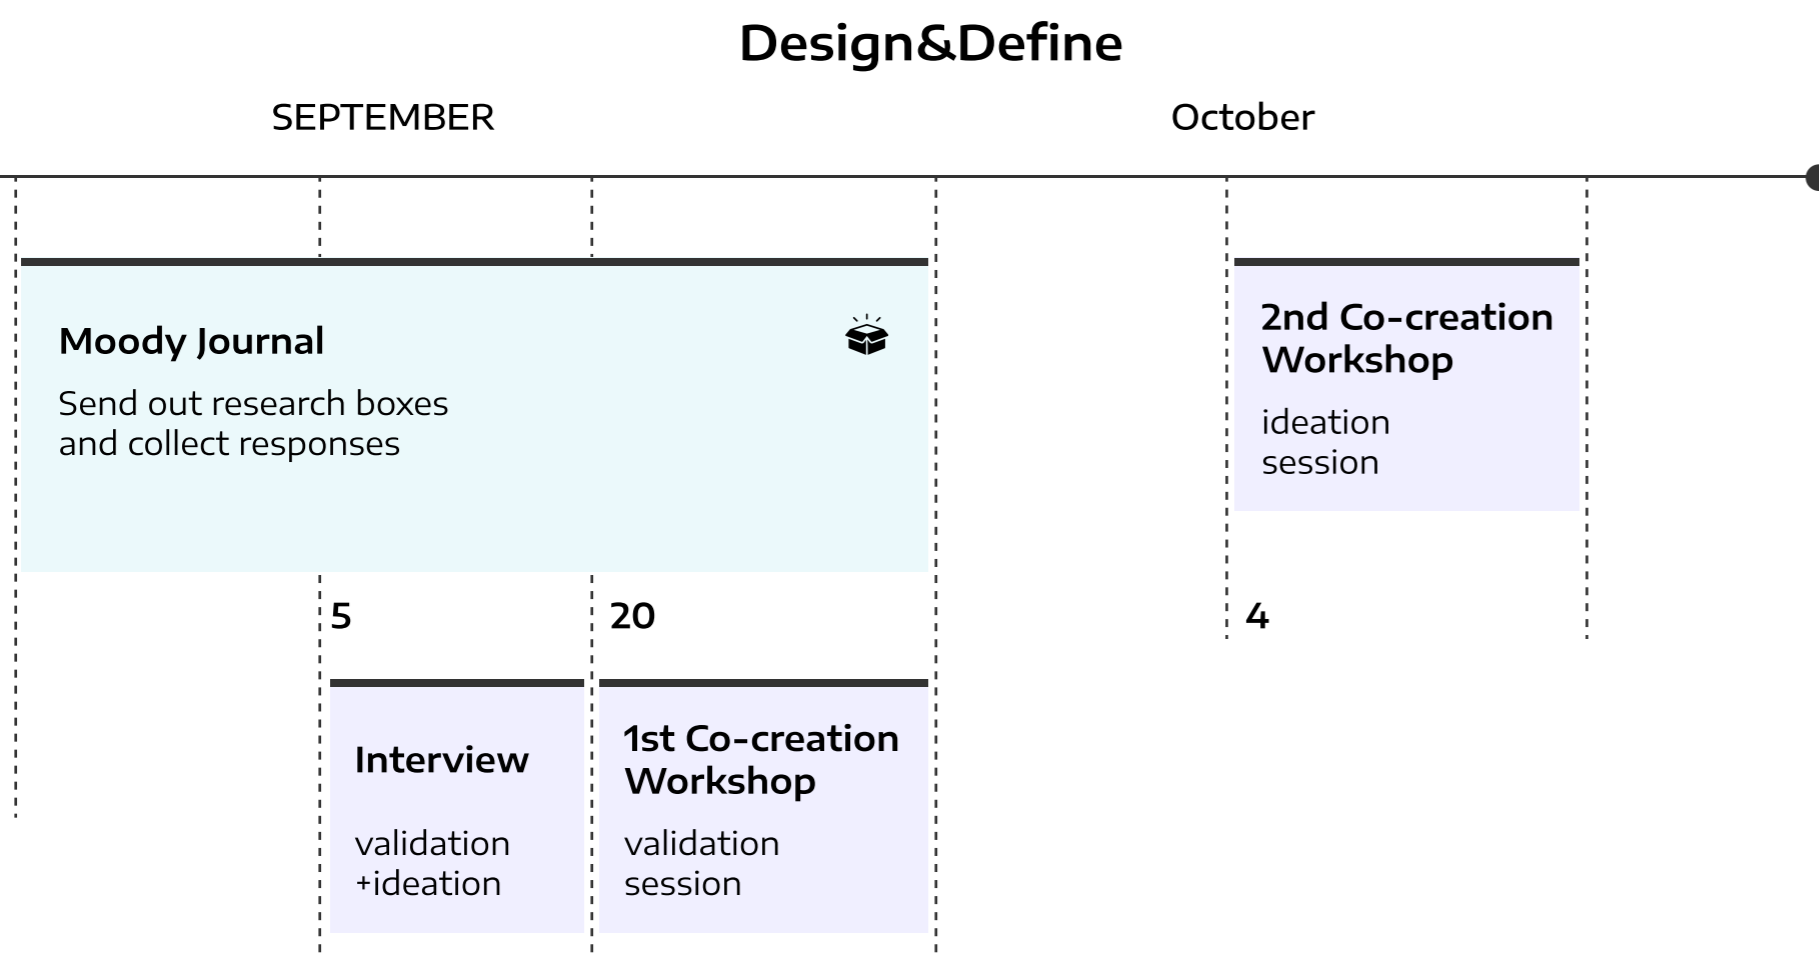 Design&Define
SEPTEMBER
October
Moody Journal
Send out research boxes
and collect responses
2nd Co-creation
Workshop
ideation
session
5
20
4
Interview
validation
+ideation
1st Co-creation
Workshop
validation
session